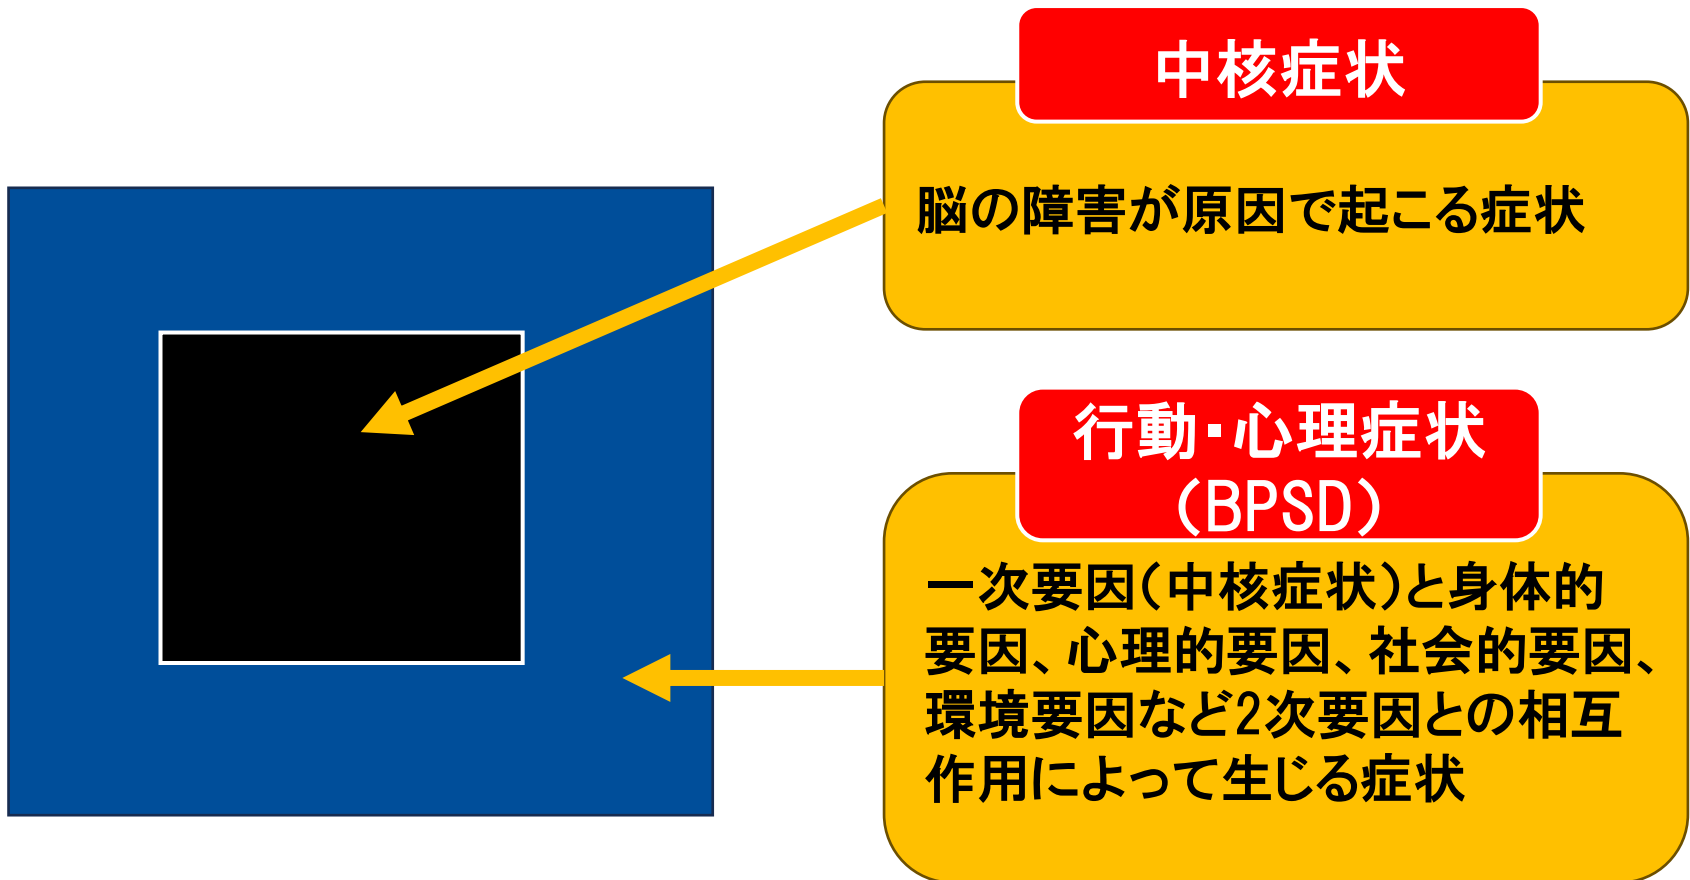 中核症状
脳の障害が原因で起こる症状
行動・心理症状
（BPSD）
一次要因（中核症状）と身体的
要因、心理的要因、社会的要因、
環境要因など2次要因との相互
作用によって生じる症状